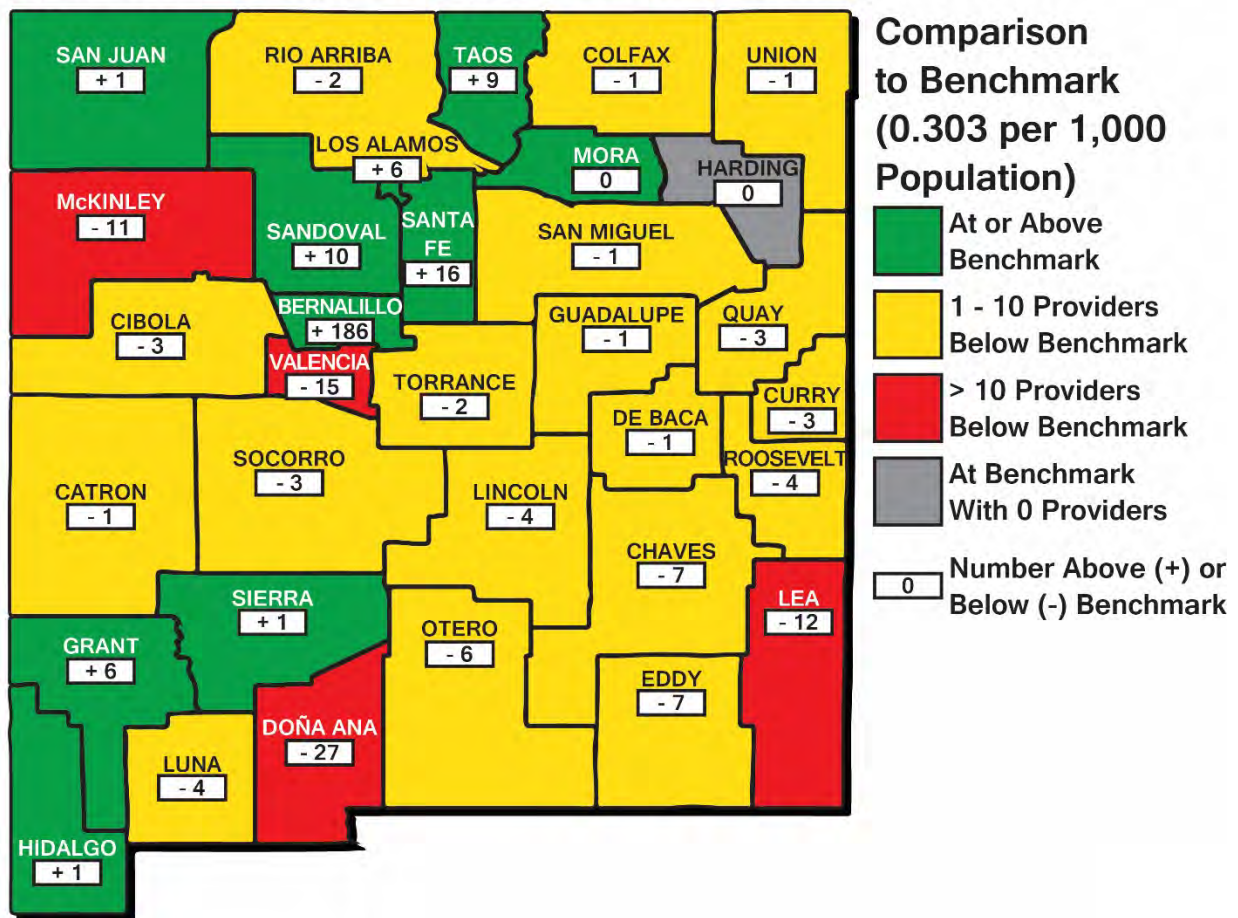 Comparison
to Benchmark
(0.303 per 1,000
Population)
At or Above
Benchmark
1 - 10 Providers
Below Benchmark
> 10 Providers
Below Benchmark
At Benchmark
With 0 Providers
0
Number Above (+) or
Below (-) Benchmark
SAN JUAN
+ 1
RIO ARRIBA
- 2
TAOS
+ 9
COLFAX
- 1
UNION
- 1
LOS ALAMOS
+ 6
MORA
0
HARDING
0
McKINLEY
- 11
SANDOVAL
+ 10
SANTA
FE
+ 16
SAN MIGUEL
- 1
CIBOLA
- 3
BERNALILLO
+ 186
GUADALUPE
- 1
QUAY
- 3
VALENCIA
- 15
TORRANCE
- 2
CURRY
- 3
DE BACA
- 1
ROOSEVELT
- 4
SOCORRO
- 3
CATRON
- 1
LINCOLN
- 4
CHAVES
- 7
LEA
- 12
SIERRA
+ 1
GRANT
+ 6
OTERO
- 6
EDDY
- 7
DOÑA ANA
- 27
LUNA
- 4
HIDALGO
+ 1